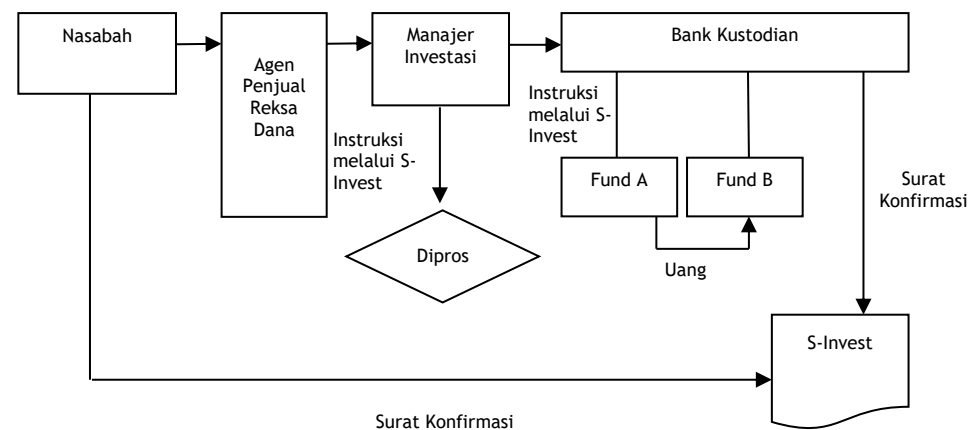 Nasabah
Agen
Penjual
Reksa
Dana
Manajer
Investasi
Bank Kustodian
Instruksi
melalui S-
Invest
Instruksi
melalui S-
Invest
Fund A
Fund B
Uang
Surat
Konfirmasi
Dipros
S-Invest
Surat Konfirmasi